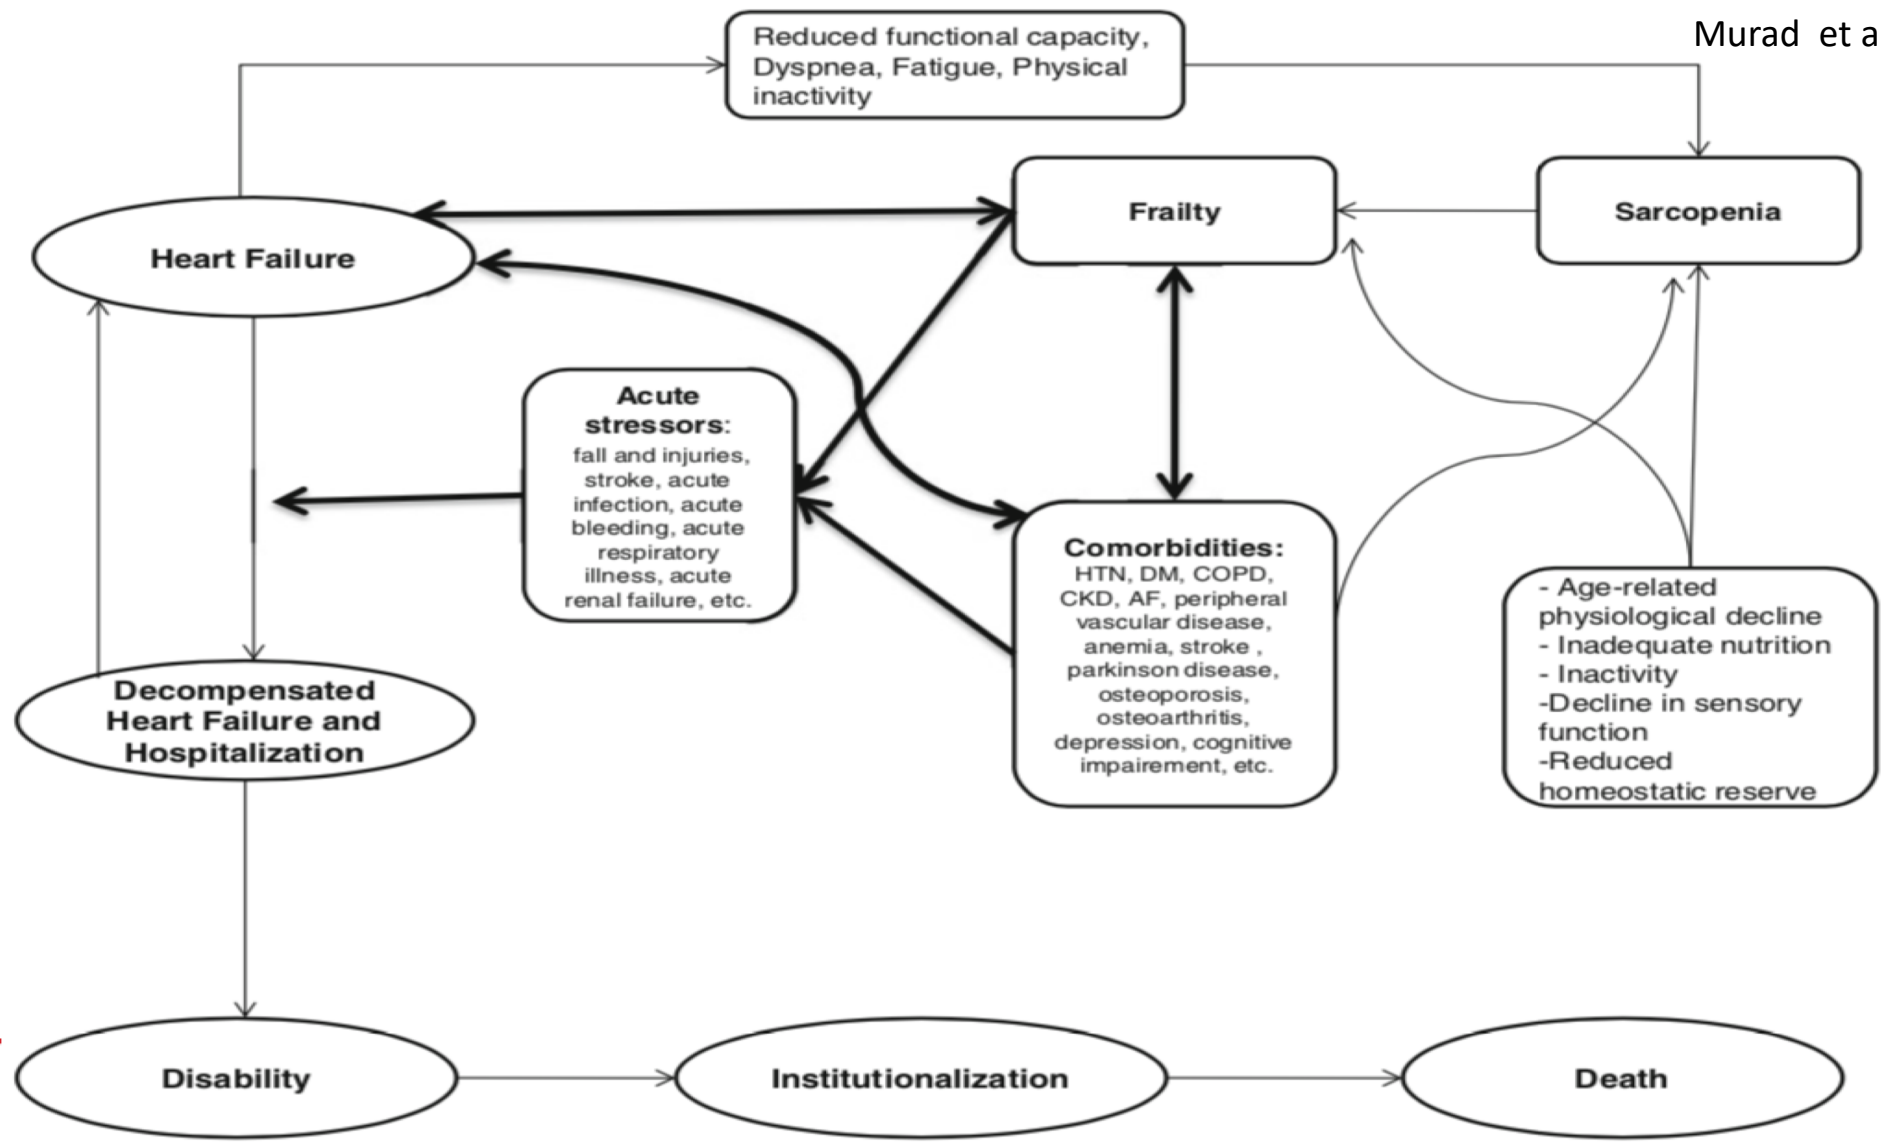 Murad et a
Reduced functional capacity,
Dyspnea, Fatigue, Physical
inactivity
Frailty
Sarcopenia
Heart Failure
Acute
stressors:
fall and injuries,
stroke, acute
infection, acute
bleeding, acute
respiratory
illness, acute
renal failure, etc.
Comorbidities:
HTN, DM, COPD,
CKD, AF, peripheral
vascular disease,
anemia, stroke ,
parkinson disease,
osteoporosis,
osteoarthritis,
depression, cognitive
impairement, etc.
- Age-related
physiological decline
- Inadequate nutrition
- Inactivity
-Decline in sensory
function
-Reduced
homeostatic reserve
Decompensated
Heart Failure and
Hospitalization
Disability
Institutionalization
Death